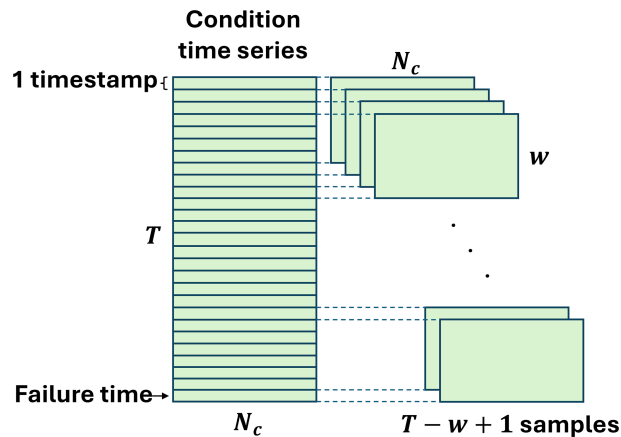 Condition
time series
1 timestamp
N_c
w
T
Failure time
N_c
T − w + 1 samples